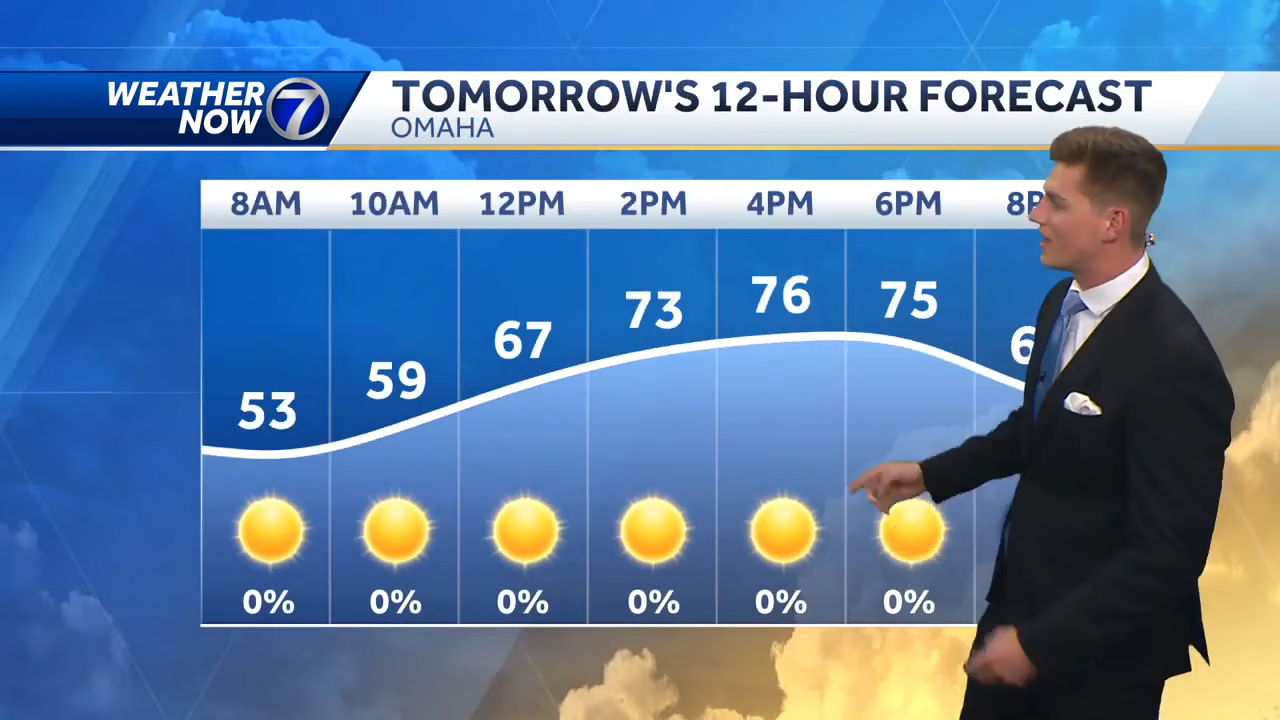 WEATHER
NOW 7
TOMORROW'S 12-HOUR FORECAST
OMAHA
8AM 10AM 12PM 2PM 4PM 6PM
53 59 67 73 76 75
0% 0% 0% 0% 0% 0%